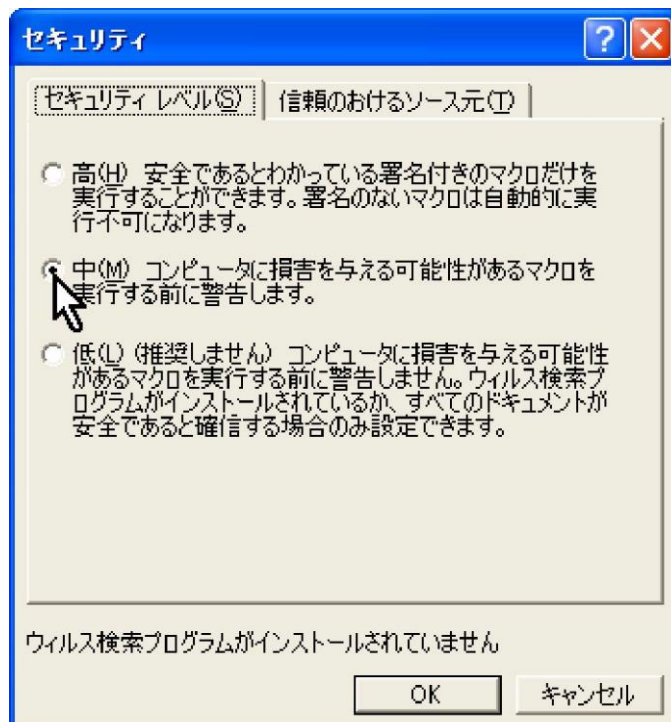 セキュリティ
セキュリティ レベル(S)
信頼のおけるソース元(T)
高(H) 安全であるとわかっている署名付きのマクロだけを
実行することができます。署名のないマクロは自動的に実
行不可になります。
中(M) コンピュータに損害を与える可能性があるマクロを
実行する前に警告します。
低(L) (推奨しません) コンピュータに損害を与える可能性
があるマクロを実行する前に警告しません。ウィルス検索プ
ログラムがインストールされているか、すべてのドキュメントが
安全であると確信する場合のみ設定できます。
ウィルス検索プログラムがインストールされていません
OK
キャンセル